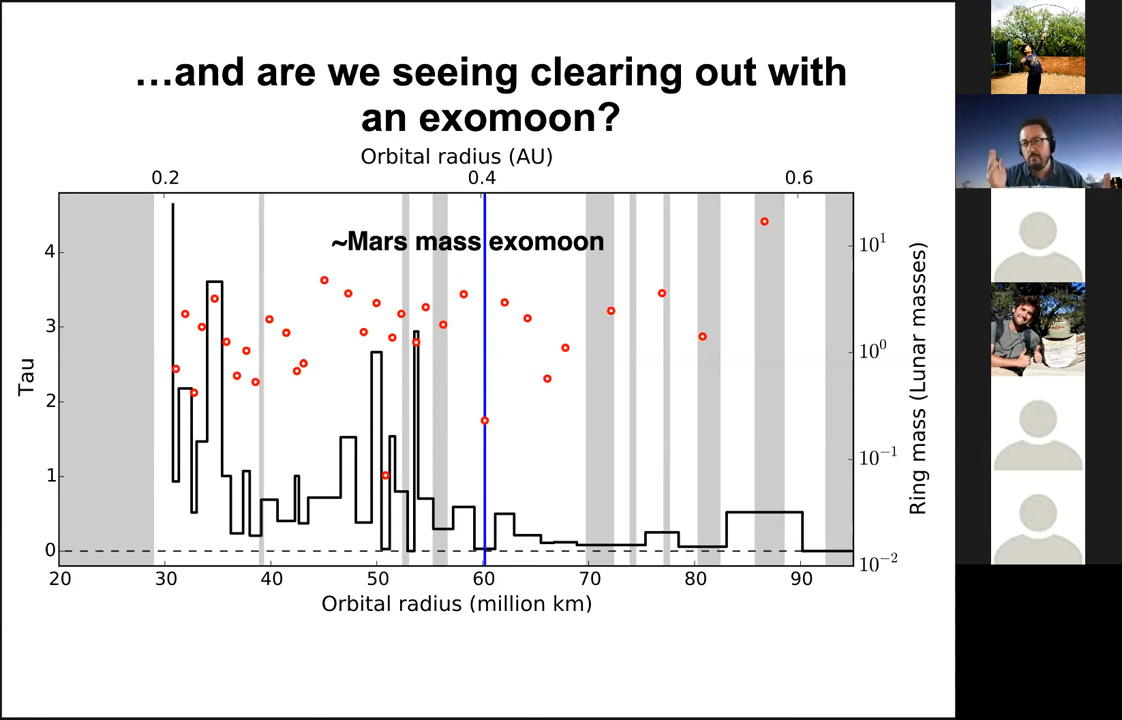 …and are we seeing clearing out with
an exomoon?
Orbital radius (AU)
0.2 0.4 0.6
~Mars mass exomoon
Tau
4
3
2
1
0
10¹
10⁰
10⁻¹
10⁻²
Ring mass (Lunar masses)
20 30 40 50 60 70 80 90
Orbital radius (million km)